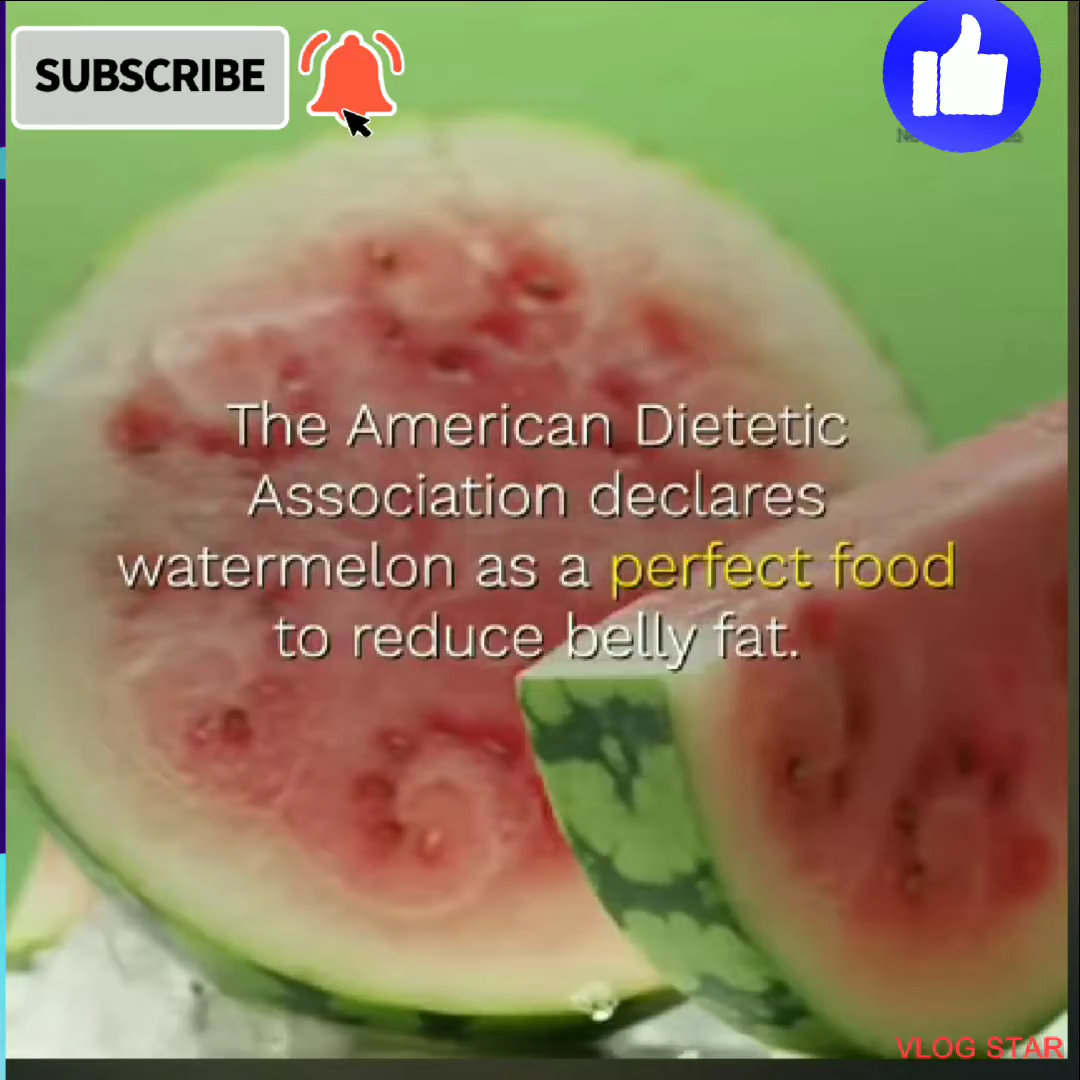 SUBSCRIBE
The American Dietetic
Association declares
watermelon as a perfect food
to reduce belly fat.
VLOG STAR